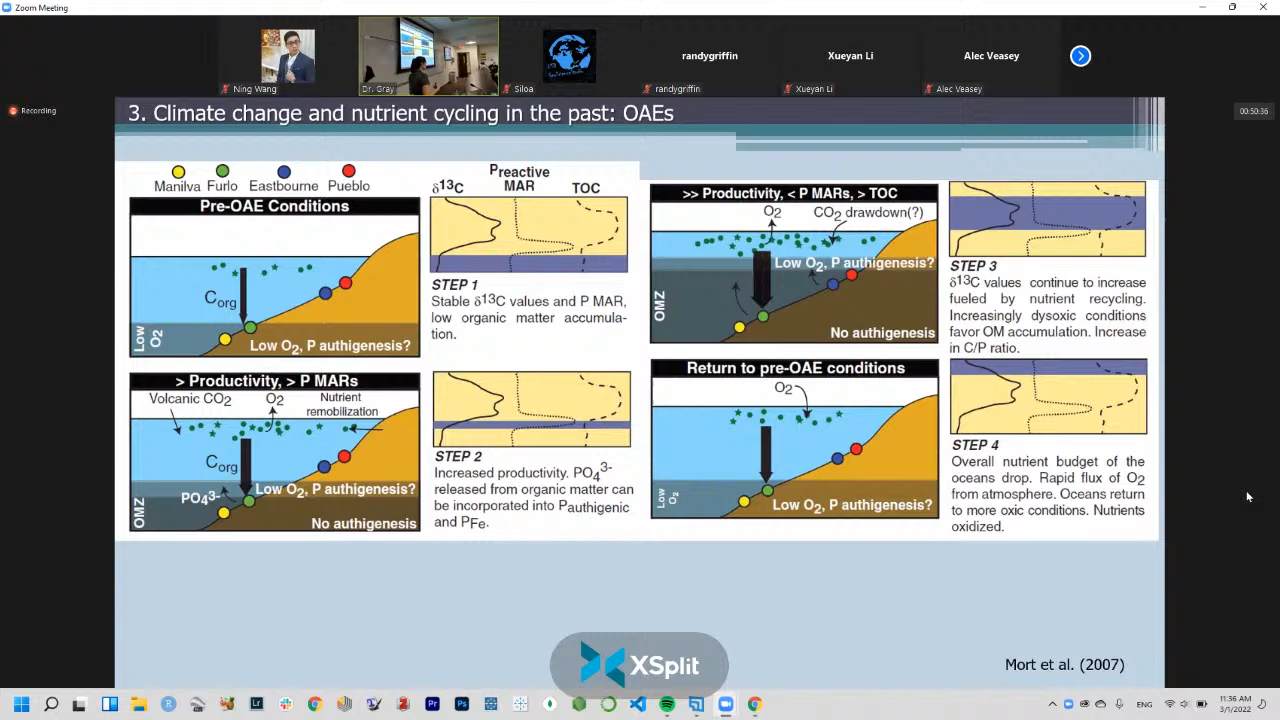 Zoom Meeting
Ning Wang
Dr. Gray
Siloa
randygriffin
randygriffin
Xueyan Li
Xueyan Li
Alec Veasey
Alec Veasey
Recording
00:50:36
3. Climate change and nutrient cycling in the past: OAEs
Manilva Furlo Eastbourne Pueblo
Pre-OAE Conditions
Corg
Low O2
Low O2, P authigenesis?
δ13C Preactive MAR TOC
STEP 1
Stable δ13C values and P MAR,
low organic matter accumula-
tion.
> Productivity, > P MARs
Volcanic CO2 O2 Nutrient remobilization
Corg
PO43-
OMZ
Low O2, P authigenesis?
No authigenesis
STEP 2
Increased productivity. PO43-
released from organic matter can
be incorporated into Pauthigenic
and PFe.
>> Productivity, < P MARs, > TOC
O2 CO2 drawdown(?)
Low O2, P authigenesis?
OMZ
No authigenesis
STEP 3
δ13C values continue to increase
fueled by nutrient recycling.
Increasingly dysoxic conditions
favor OM accumulation. Increase
in C/P ratio.
Return to pre-OAE conditions
O2
Low O2
Low O2, P authigenesis?
STEP 4
Overall nutrient budget of the
oceans drop. Rapid flux of O2
from atmosphere. Oceans return
to more oxic conditions. Nutrients
oxidized.
XSplit
Mort et al. (2007)
R
Lr
Pr
Ps
ENG
11:36 AM
3/1/2022